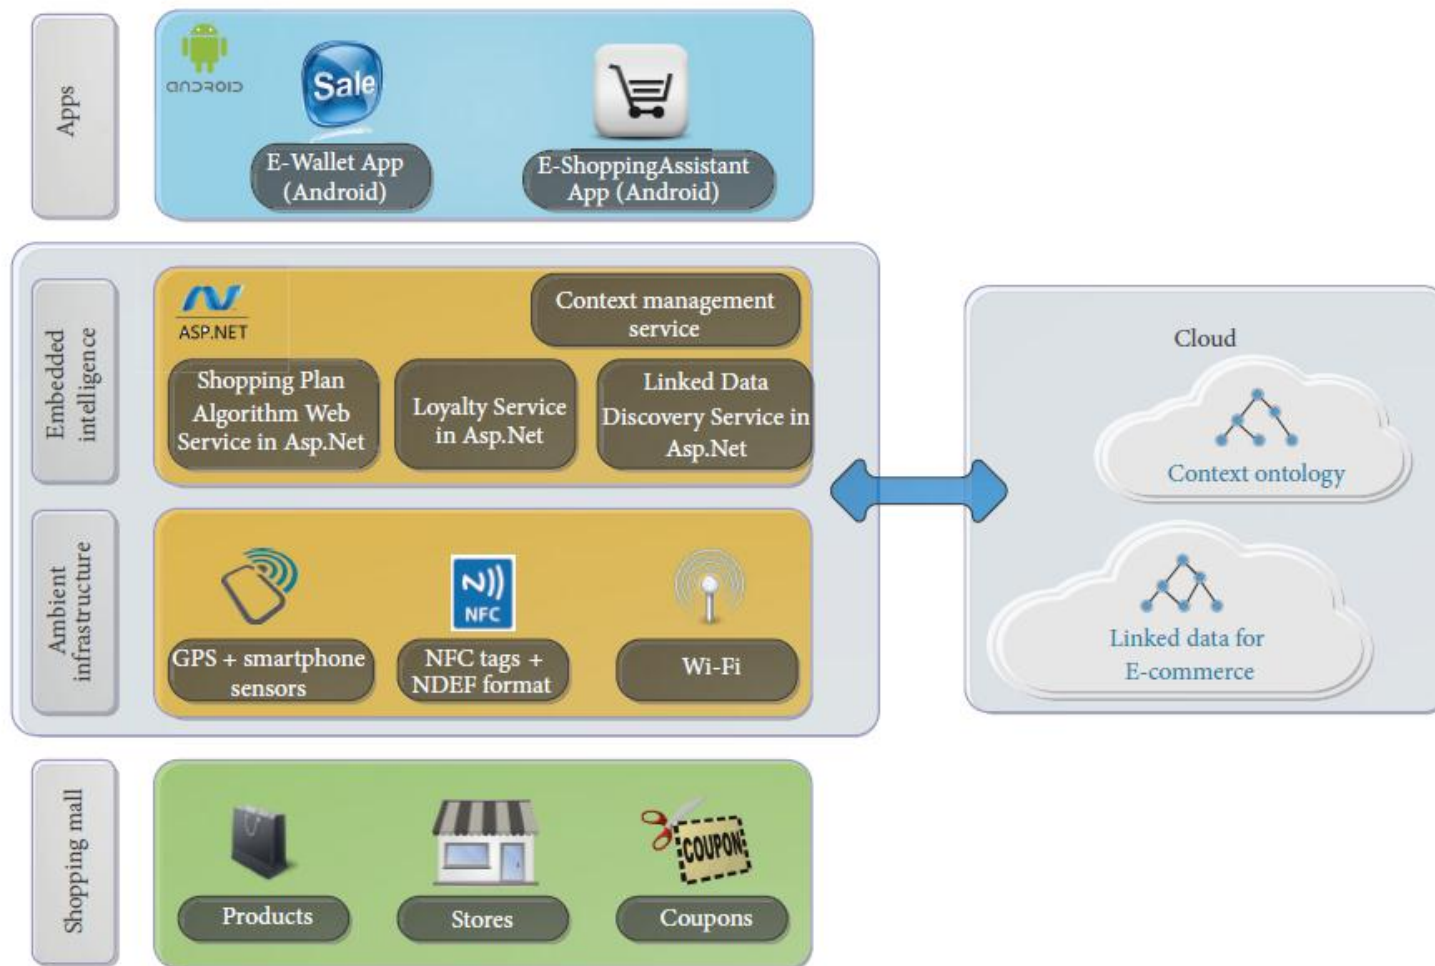 Apps
ANDROID
Sale
E-Wallet App
(Android)
E-ShoppingAssistant
App (Android)
Embedded
intelligence
ASP.NET
Context management
service
Shopping Plan
Algorithm Web
Service in Asp.Net
Loyalty Service
in Asp.Net
Linked Data
Discovery Service in
Asp.Net
Ambient
infrastructure
N
NFC
GPS + smartphone
sensors
NFC tags +
NDEF format
Wi-Fi
Cloud
Context ontology
Linked data for
E-commerce
Shopping mall
COUPON
Products
Stores
Coupons